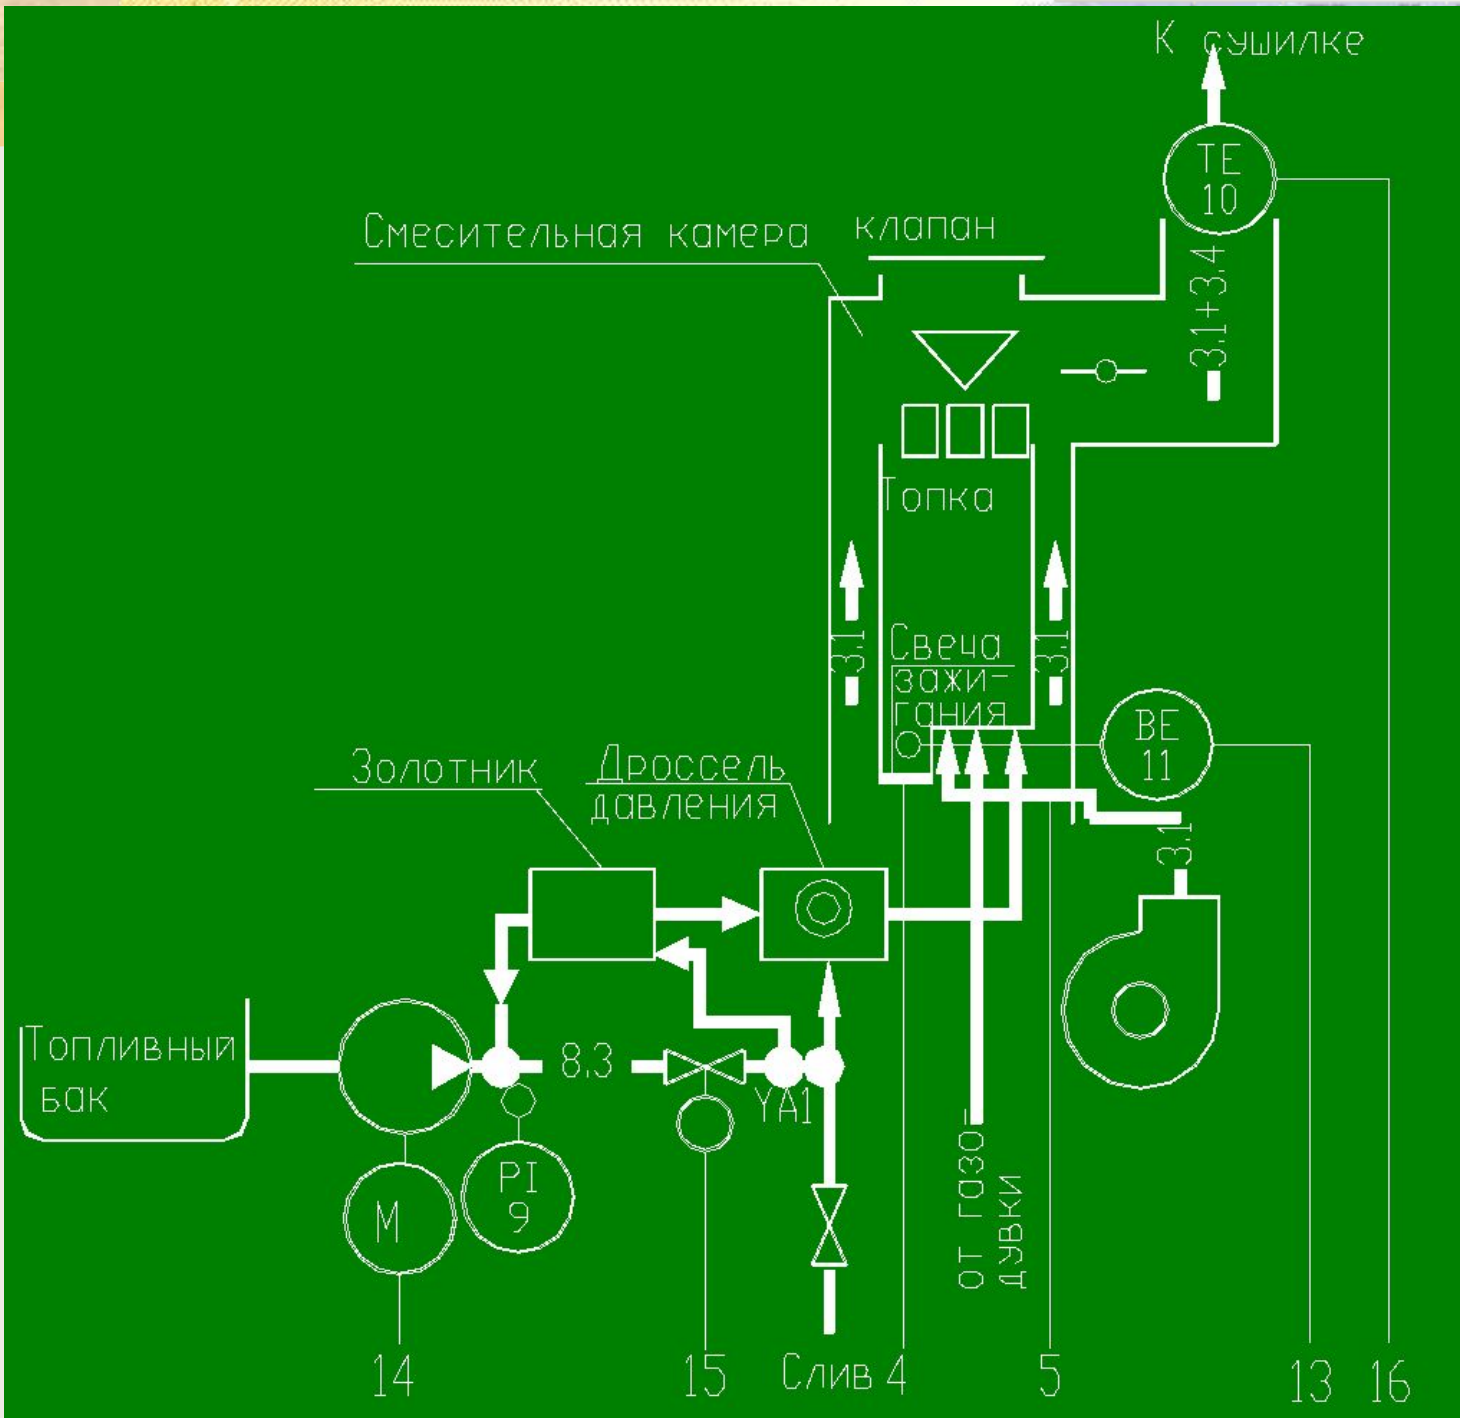 К сушилке
TE
10
Смесительная камера
клапан
3.1+3.4
Топка
3.1
Свеча
зажи-
гания
3.1
BE
11
Золотник
Дроссель
давления
3.1
Топливный
бак
8.3
YA1
PI
9
M
от газо-
дувки
14
15
Слив
4
5
13
16